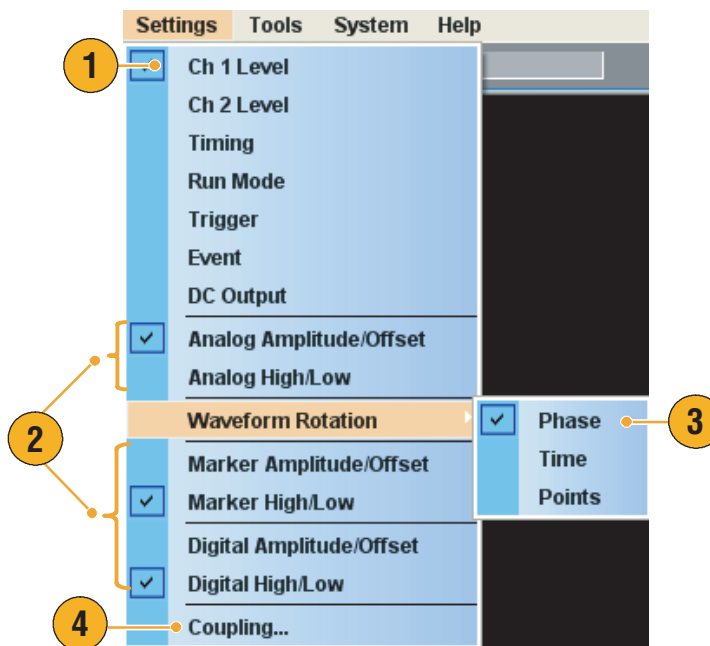 Settings Tools System Help
1
Ch 1 Level
Ch 2 Level
Timing
Run Mode
Trigger
Event
DC Output
2
Analog Amplitude/Offset
Analog High/Low
Waveform Rotation
Phase
3
Time
Points
Marker Amplitude/Offset
Marker High/Low
Digital Amplitude/Offset
Digital High/Low
4
Coupling...